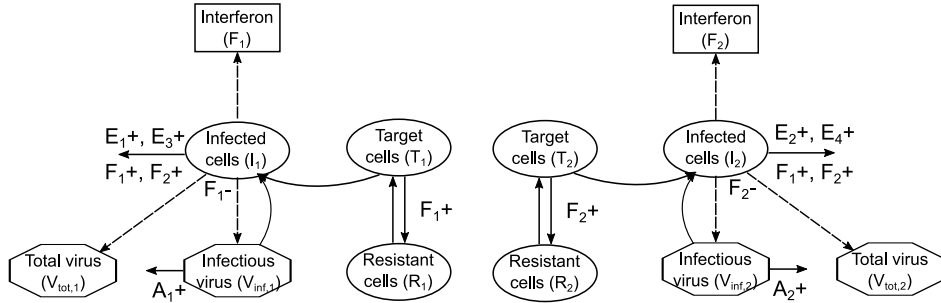 Interferon
(F₁)
Interferon
(F₂)
E₁+, E₃+
Infected
cells (I₁)
Target
cells (T₁)
Target
cells (T₂)
Infected
cells (I₂)
E₂+, E₄+
F₁+, F₂+
F₁-
F₂-
F₁+, F₂+
F₁+
F₂+
Total virus
(Vtot,1)
A₁+
Infectious
virus (Vinf,1)
Resistant
cells (R₁)
Resistant
cells (R₂)
Infectious
virus (Vinf,2)
A₂+
Total virus
(Vtot,2)